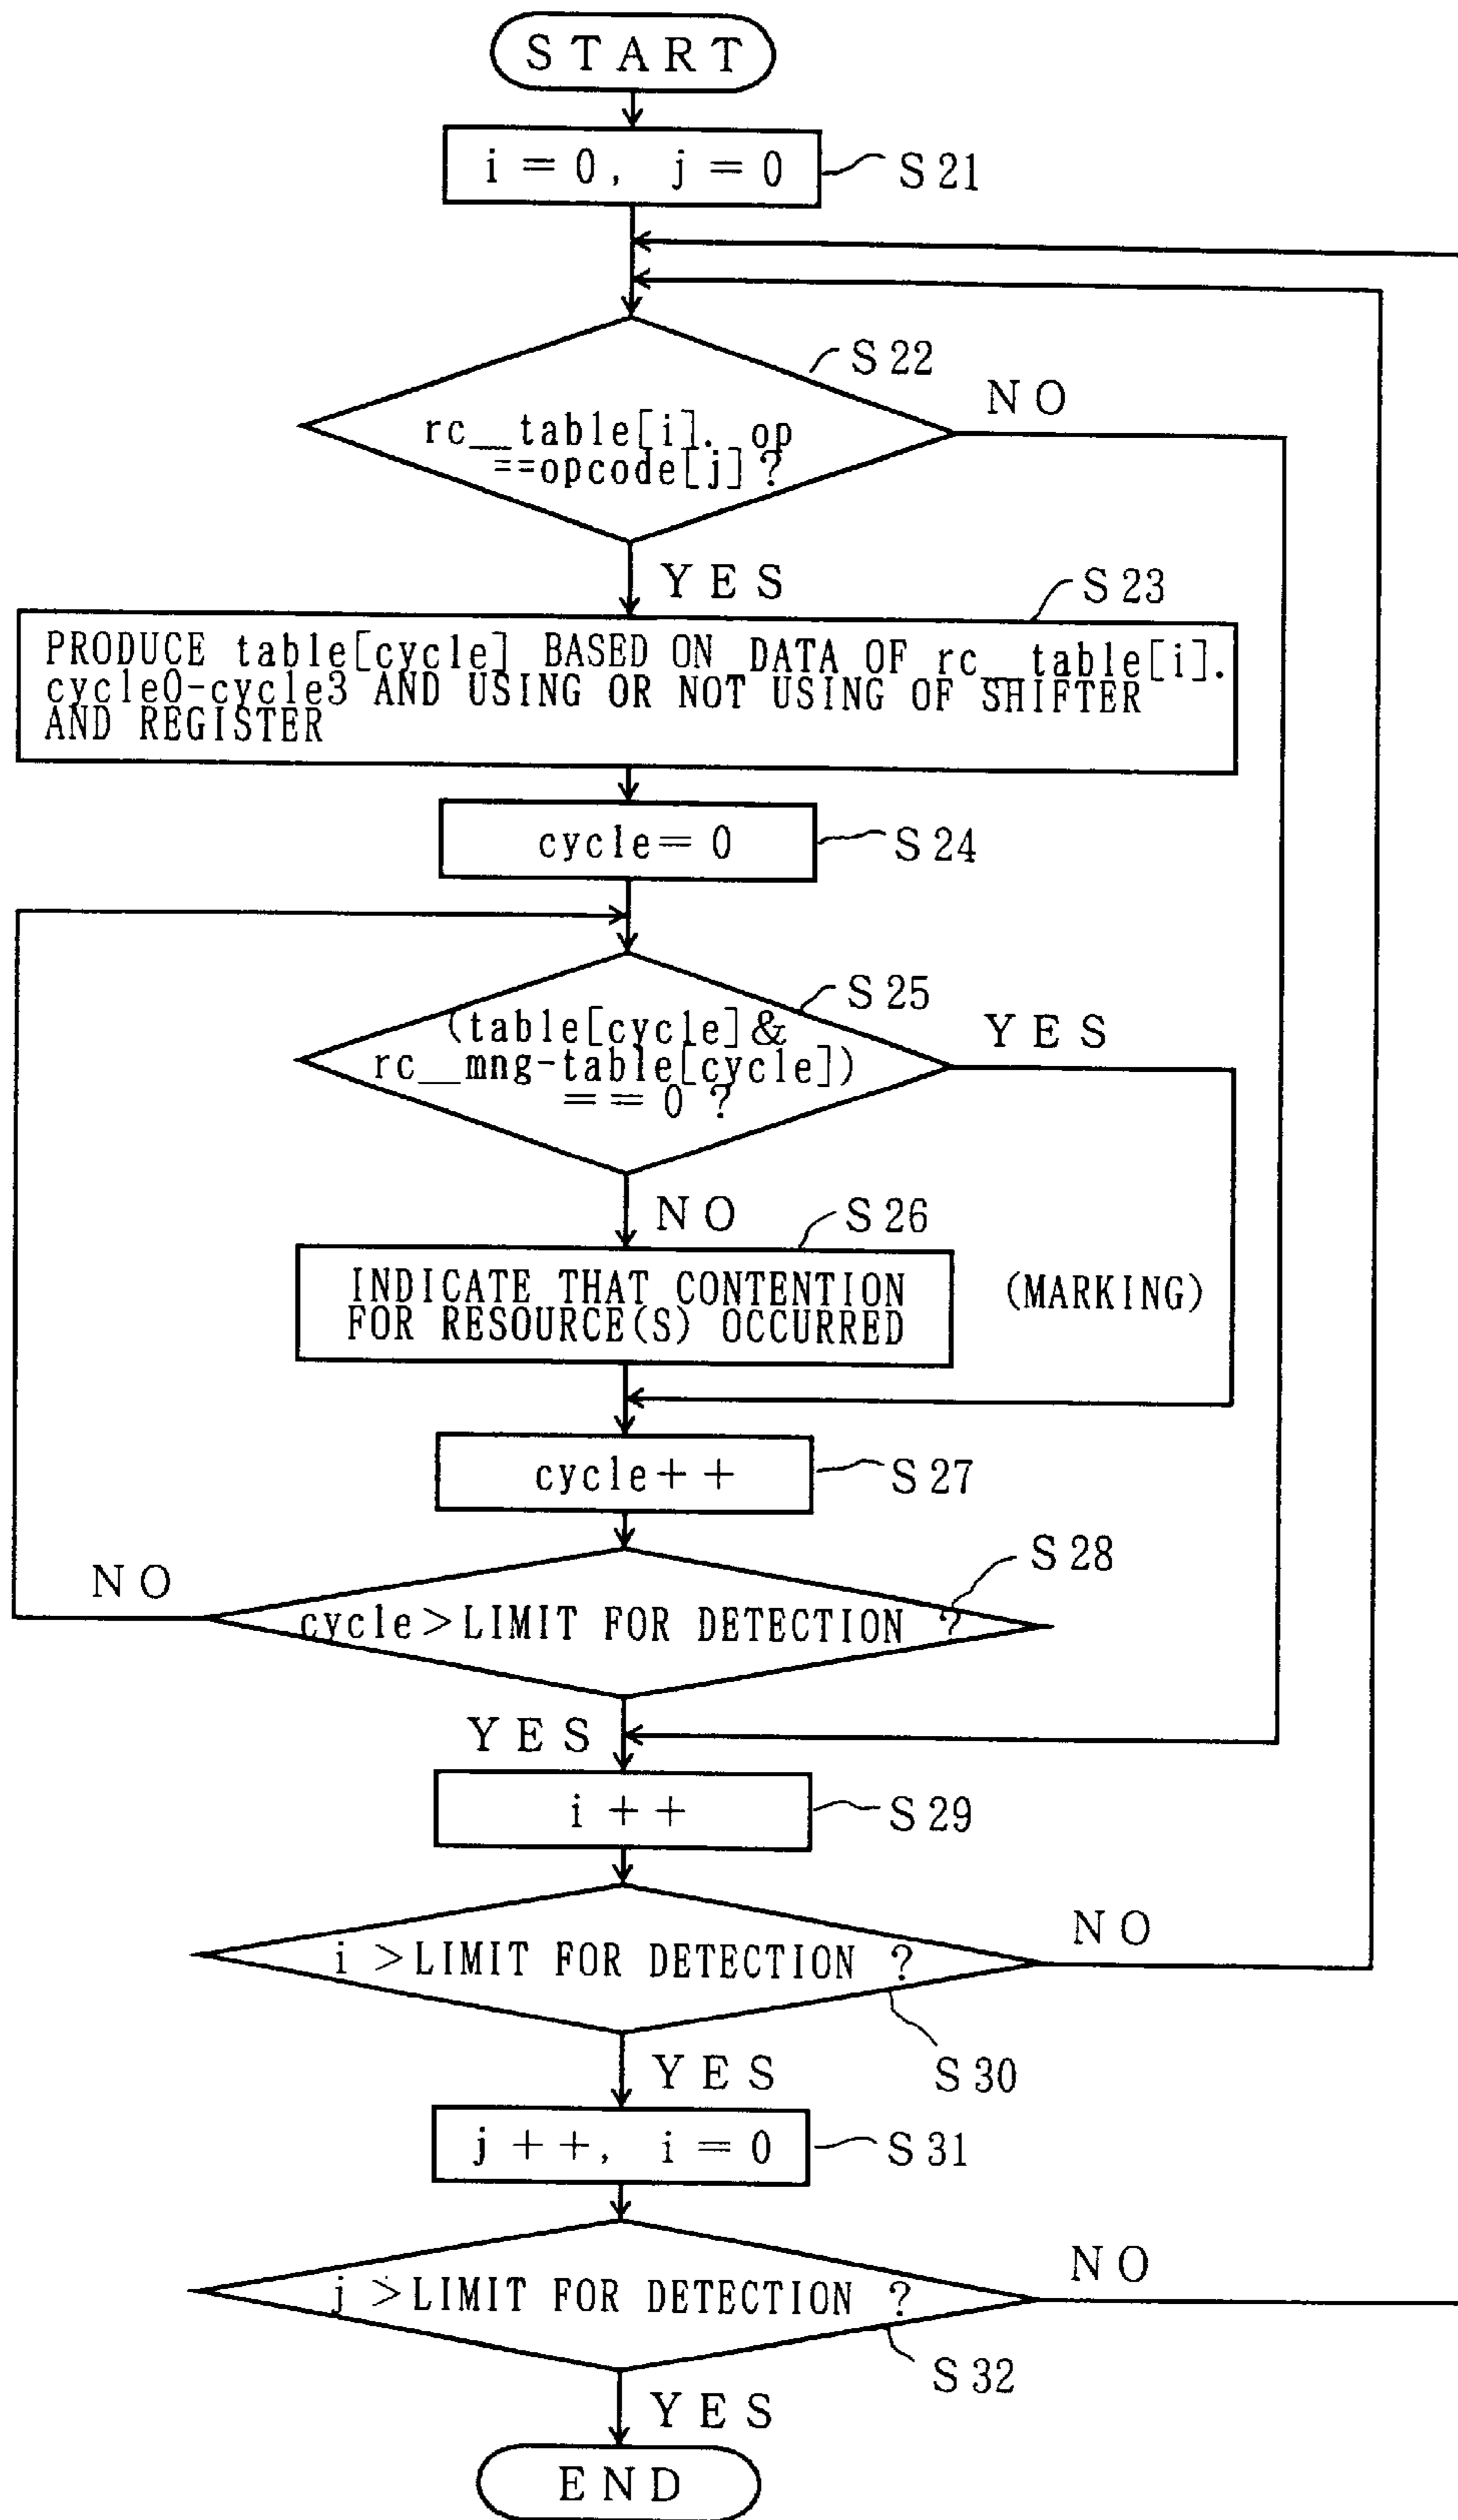 START
i = 0, j = 0
S21
S22
NO
rc__table[i]. op
==opcode[j]?
YES
S23
PRODUCE table[cycle] BASED ON DATA OF rc__table[i].
cycle0-cycle3 AND USING OR NOT USING OF SHIFTER
AND REGISTER
cycle = 0
S24
S25
YES
(table[cycle]&
rc__mng-table[cycle])
== 0 ?
NO
S26
INDICATE THAT CONTENTION
FOR RESOURCE(S) OCCURRED
(MARKING)
cycle++
S27
S28
NO
cycle>LIMIT FOR DETECTION ?
YES
i ++
S29
NO
i >LIMIT FOR DETECTION ?
S30
YES
j ++, i = 0
S31
NO
j >LIMIT FOR DETECTION ?
S32
YES
END